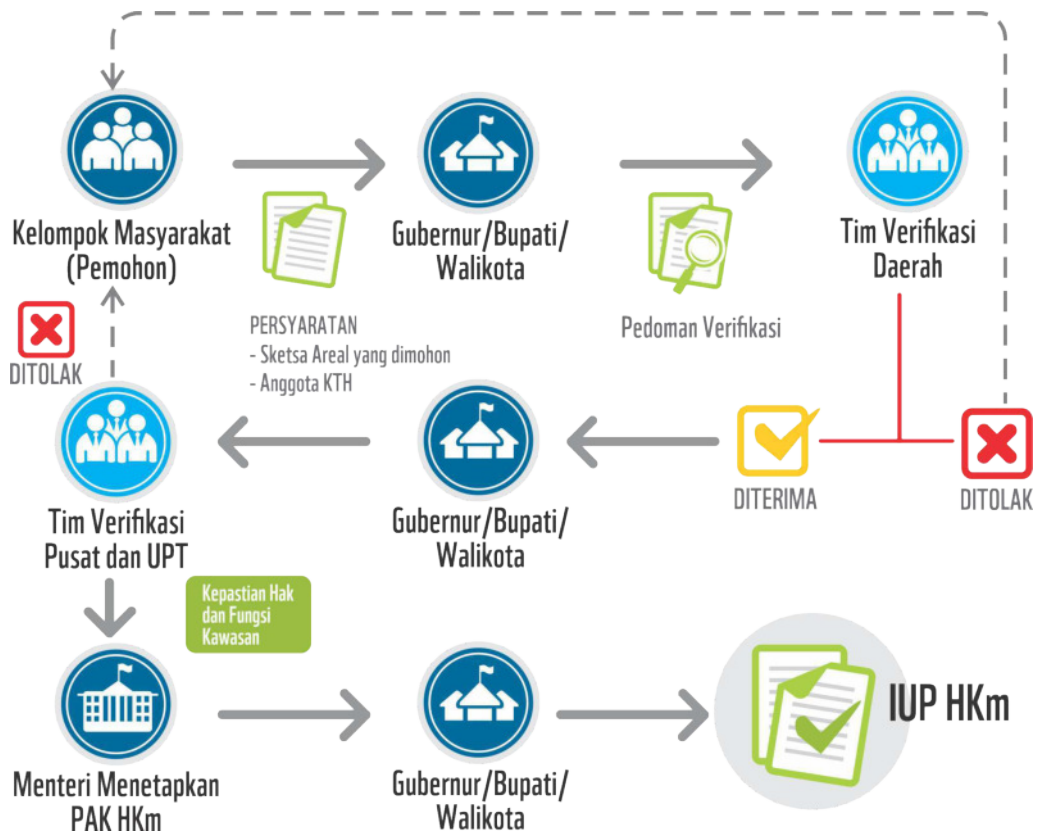 Kelompok Masyarakat
(Pemohon)
Gubernur/Bupati/
Walikota
Tim Verifikasi
Daerah
PERSYARATAN
- Sketsa Areal yang dimohon
- Anggota KTH
Pedoman Verifikasi
DITOLAK
DITERIMA
DITOLAK
Gubernur/Bupati/
Walikota
Tim Verifikasi
Pusat dan UPT
Kepastian Hak
dan Fungsi
Kawasan
Menteri Menetapkan
PAK HKm
Gubernur/Bupati/
Walikota
IUP HKm